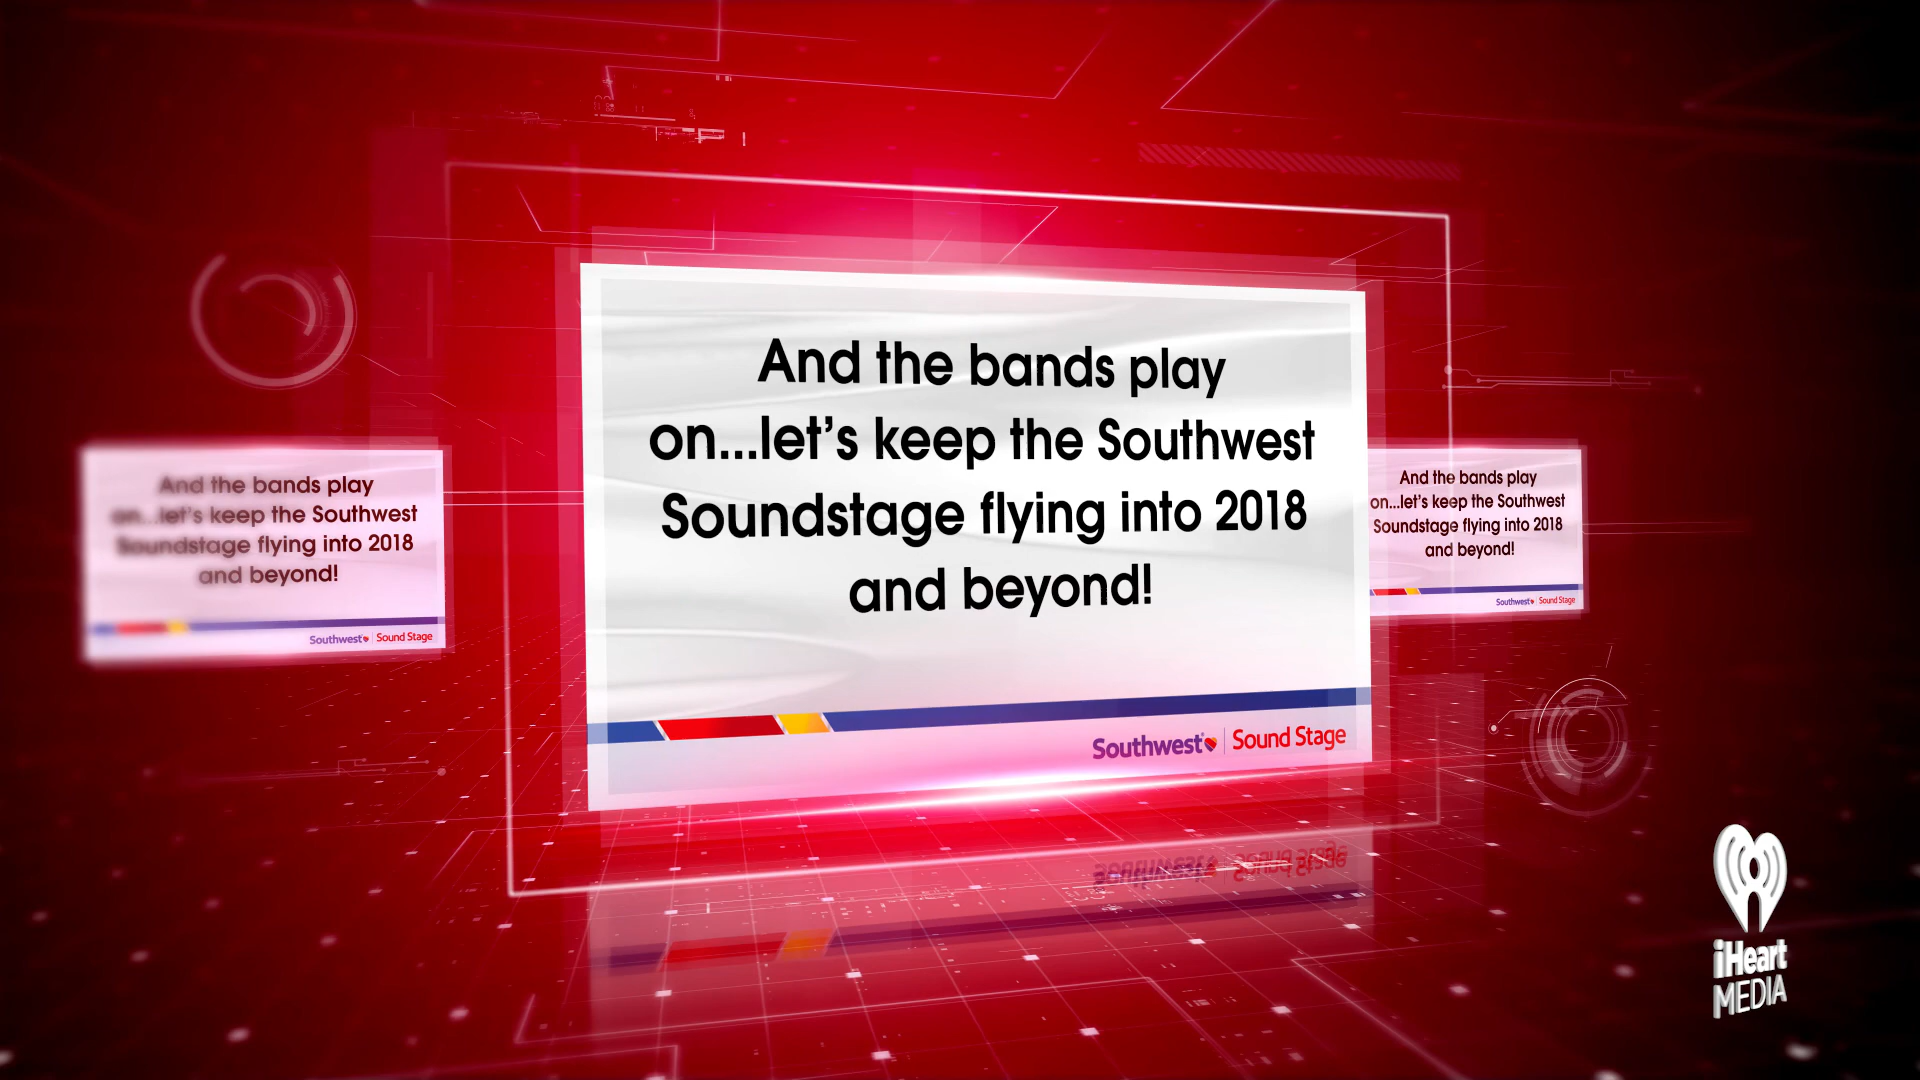 And the bands play
on...let's keep the Southwest
Soundstage flying into 2018
and beyond!
Southwest | Sound Stage
And the bands play
on...let's keep the Southwest
Soundstage flying into 2018
and beyond!
Southwest | Sound Stage
And the bands play
on...let's keep the Southwest
Soundstage flying into 2018
and beyond!
Southwest | Sound Stage
iHeart
MEDIA